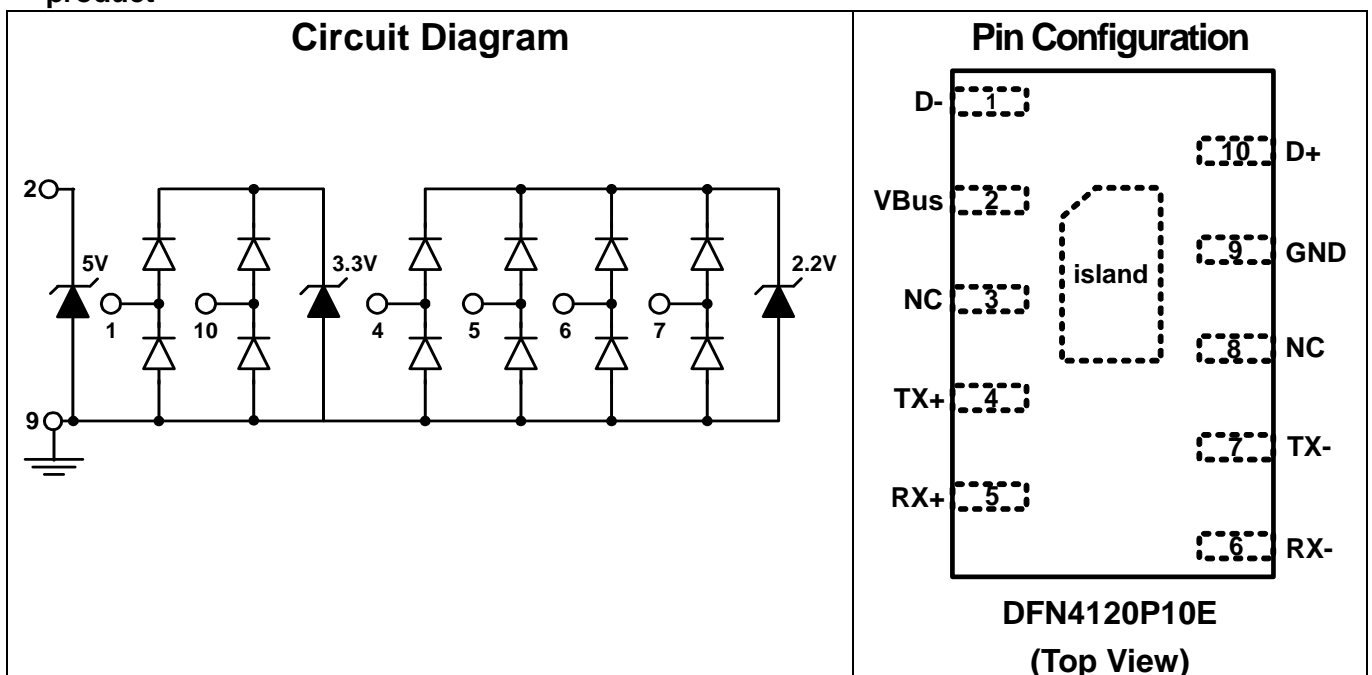 product
Circuit Diagram
Pin Configuration
2
5V
3.3V
2.2V
1
10
4
5
6
7
9
D-
1
10
D+
VBus
2
9
GND
island
NC
3
8
NC
TX+
4
7
TX-
RX+
5
6
RX-
DFN4120P10E
(Top View)